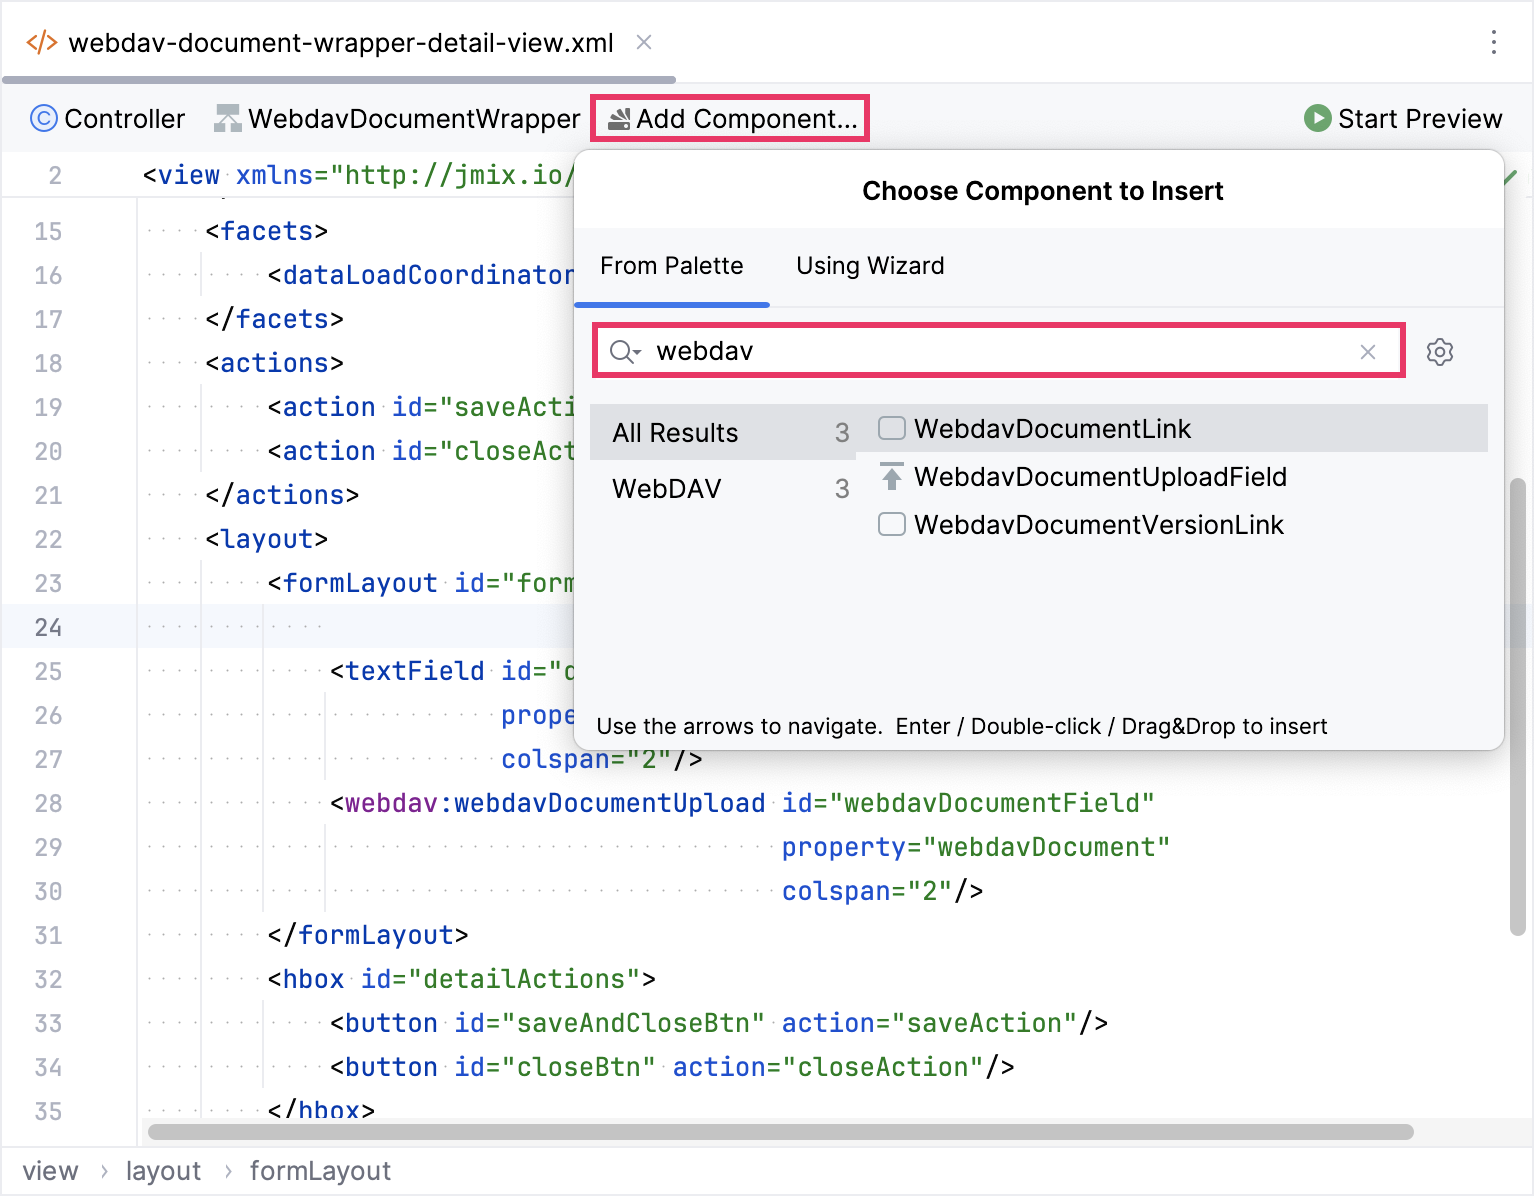 </> webdav-document-wrapper-detail-view.xml
C Controller WebdavDocumentWrapper Add Component... Start Preview
2 <view xmlns="http://jmix.io/
Choose Component to Insert
From Palette Using Wizard
webdav
All Results 3
WebDAV 3
WebdavDocumentLink
WebdavDocumentUploadField
WebdavDocumentVersionLink
Use the arrows to navigate. Enter / Double-click / Drag&Drop to insert
15 <facets>
16 <dataLoadCoordinator
17 </facets>
18 <actions>
19 <action id="saveActi
20 <action id="closeAct
21 </actions>
22 <layout>
23 <formLayout id="form
24
25 <textField id="d
26 prope
27 colspan="2"/>
28 <webdav:webdavDocumentUpload id="webdavDocumentField"
29 property="webdavDocument"
30 colspan="2"/>
31 </formLayout>
32 <hbox id="detailActions">
33 <button id="saveAndCloseBtn" action="saveAction"/>
34 <button id="closeBtn" action="closeAction"/>
35 </hbox>
view › layout › formLayout